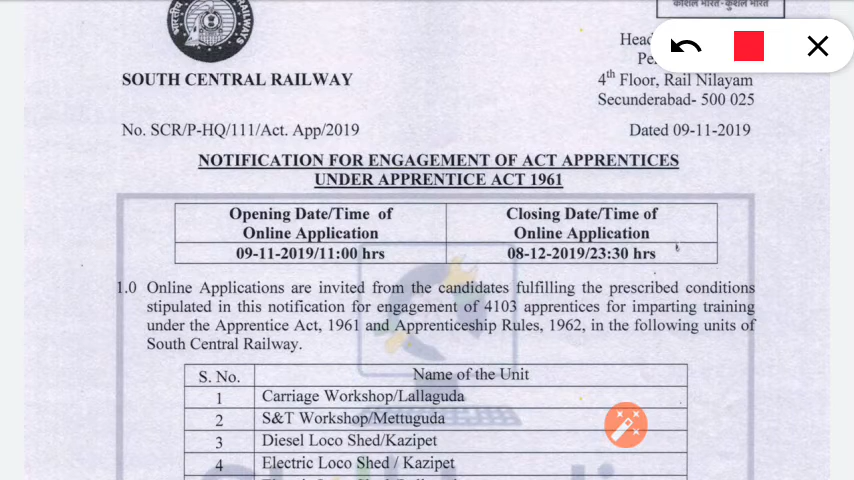 कौशल भारत-कुशल भारत
SOUTH CENTRAL RAILWAY
4th Floor, Rail Nilayam
Secunderabad- 500 025
No. SCR/P-HQ/111/Act. App/2019
Dated 09-11-2019
NOTIFICATION FOR ENGAGEMENT OF ACT APPRENTICES
UNDER APPRENTICE ACT 1961
Opening Date/Time of Online Application
Closing Date/Time of Online Application
09-11-2019/11:00 hrs
08-12-2019/23:30 hrs
1.0 Online Applications are invited from the candidates fulfilling the prescribed conditions
stipulated in this notification for engagement of 4103 apprentices for imparting training
under the Apprentice Act, 1961 and Apprenticeship Rules, 1962, in the following units of
South Central Railway.
S. No. Name of the Unit
1 Carriage Workshop/Lallaguda
2 S&T Workshop/Mettuguda
3 Diesel Loco Shed/Kazipet
4 Electric Loco Shed / Kazipet